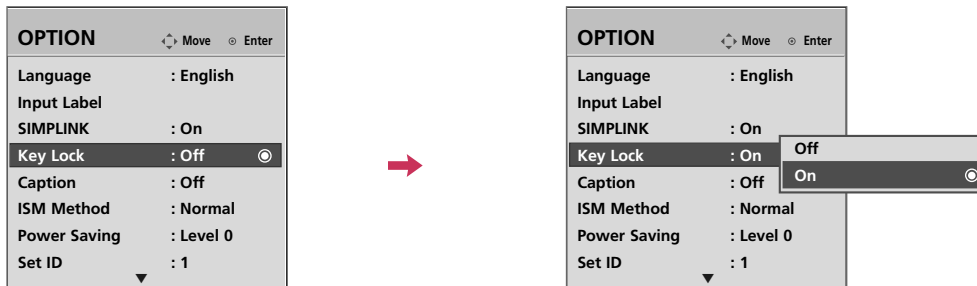 OPTION Move Enter
Language : English
Input Label
SIMPLINK : On
Key Lock : Off
Caption : Off
ISM Method : Normal
Power Saving : Level 0
Set ID : 1
OPTION Move Enter
Language : English
Input Label
SIMPLINK : On
Key Lock : On
Caption : Off
ISM Method : Normal
Power Saving : Level 0
Set ID : 1
Off
On